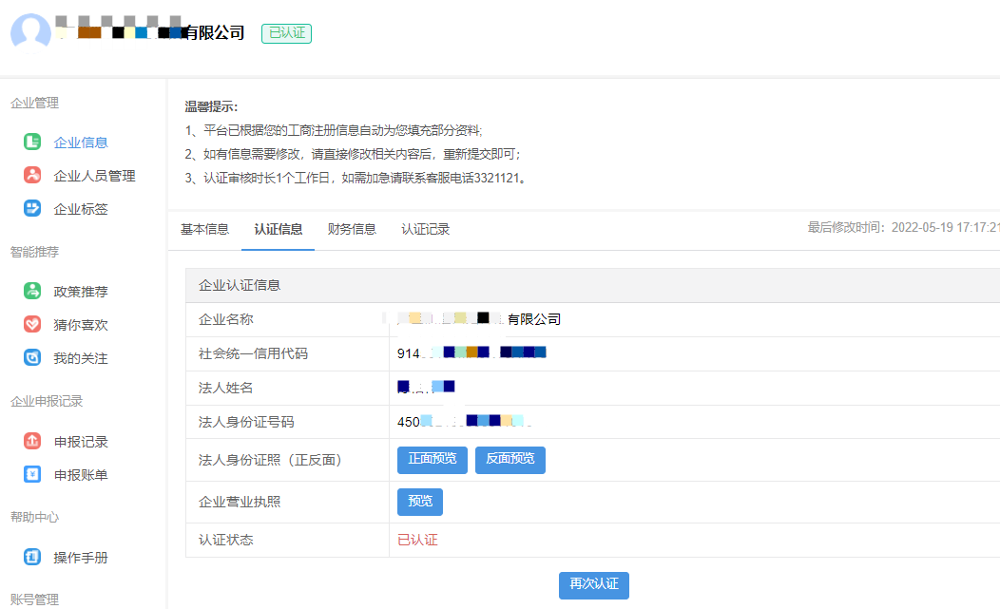 有限公司 已认证
企业管理
企业信息
企业人员管理
企业标签
智能推荐
政策推荐
猜你喜欢
我的关注
企业申报记录
申报记录
申报账单
帮助中心
操作手册
账号管理
温馨提示：
1、平台已根据您的工商注册信息自动为您填充部分资料;
2、如有信息需要修改，请直接修改相关内容后，重新提交即可；
3、认证审核时长1个工作日，如需加急请联系客服电话3321121。
基本信息 认证信息 财务信息 认证记录 最后修改时间：2022-05-19 17:17:21
企业认证信息
企业名称 有限公司
社会统一信用代码 914
法人姓名
法人身份证号码 450
法人身份证照（正反面） 正面预览 反面预览
企业营业执照 预览
认证状态 已认证
再次认证